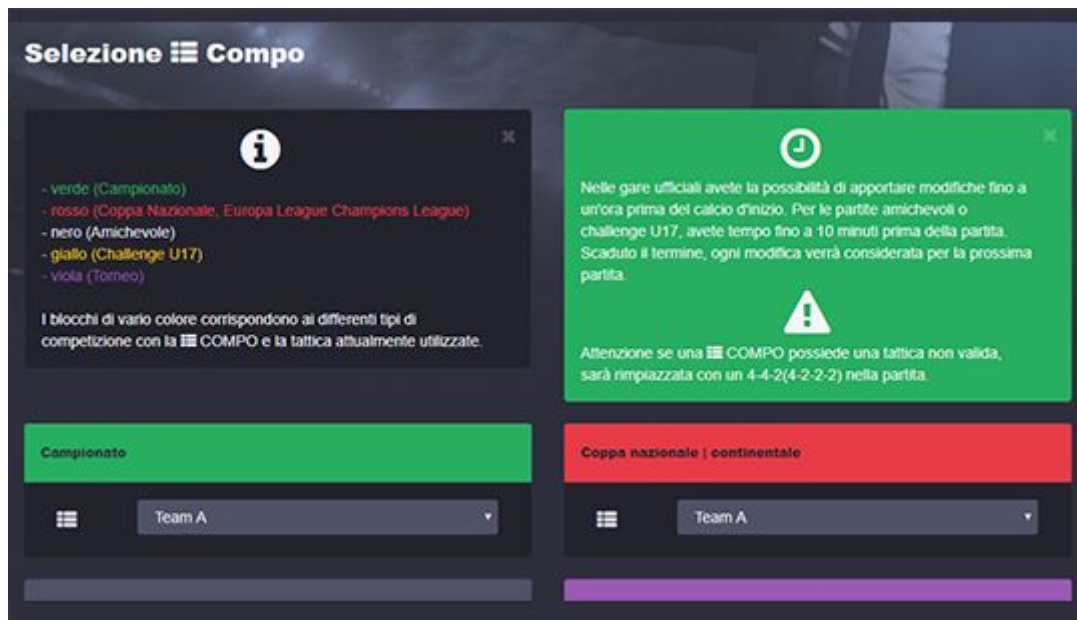 Selezione Compo
- verde (Campionato)
- rosso (Coppa Nazionale, Europa League Champions League)
- nero (Amichevole)
- giallo (Challenge U17)
- viola (Torneo)
I blocchi di vario colore corrispondono ai differenti tipi di
competizione con la COMPO e la tattica attualmente utilizzate.
Nelle gare ufficiali avete la possibilità di apportare modifiche fino a
un'ora prima del calcio d'inizio. Per le partite amichevoli o
challenge U17, avete tempo fino a 10 minuti prima della partita.
Scaduto il termine, ogni modifica verrà considerata per la prossima
partita.
Attenzione se una COMPO possiede una tattica non valida,
sarà rimpiazzata con un 4-4-2(4-2-2-2) nella partita.
Campionato
Team A
Coppa nazionale | continentale
Team A